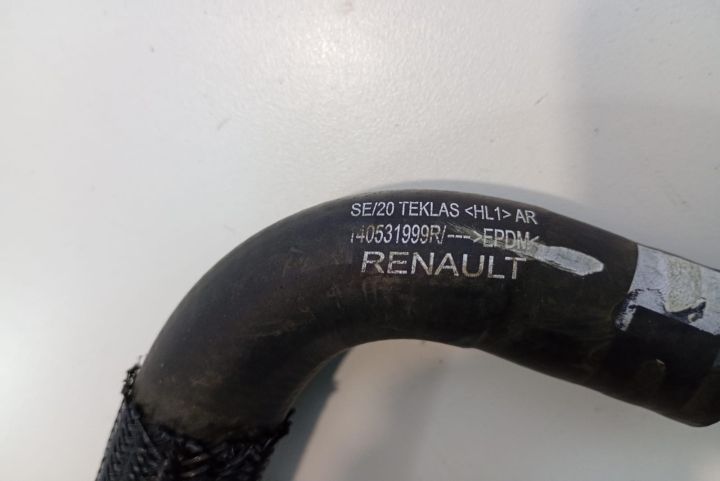 SE/20 TEKLAS <HL1> AR
140531999R/--->EPDM<
RENAULT